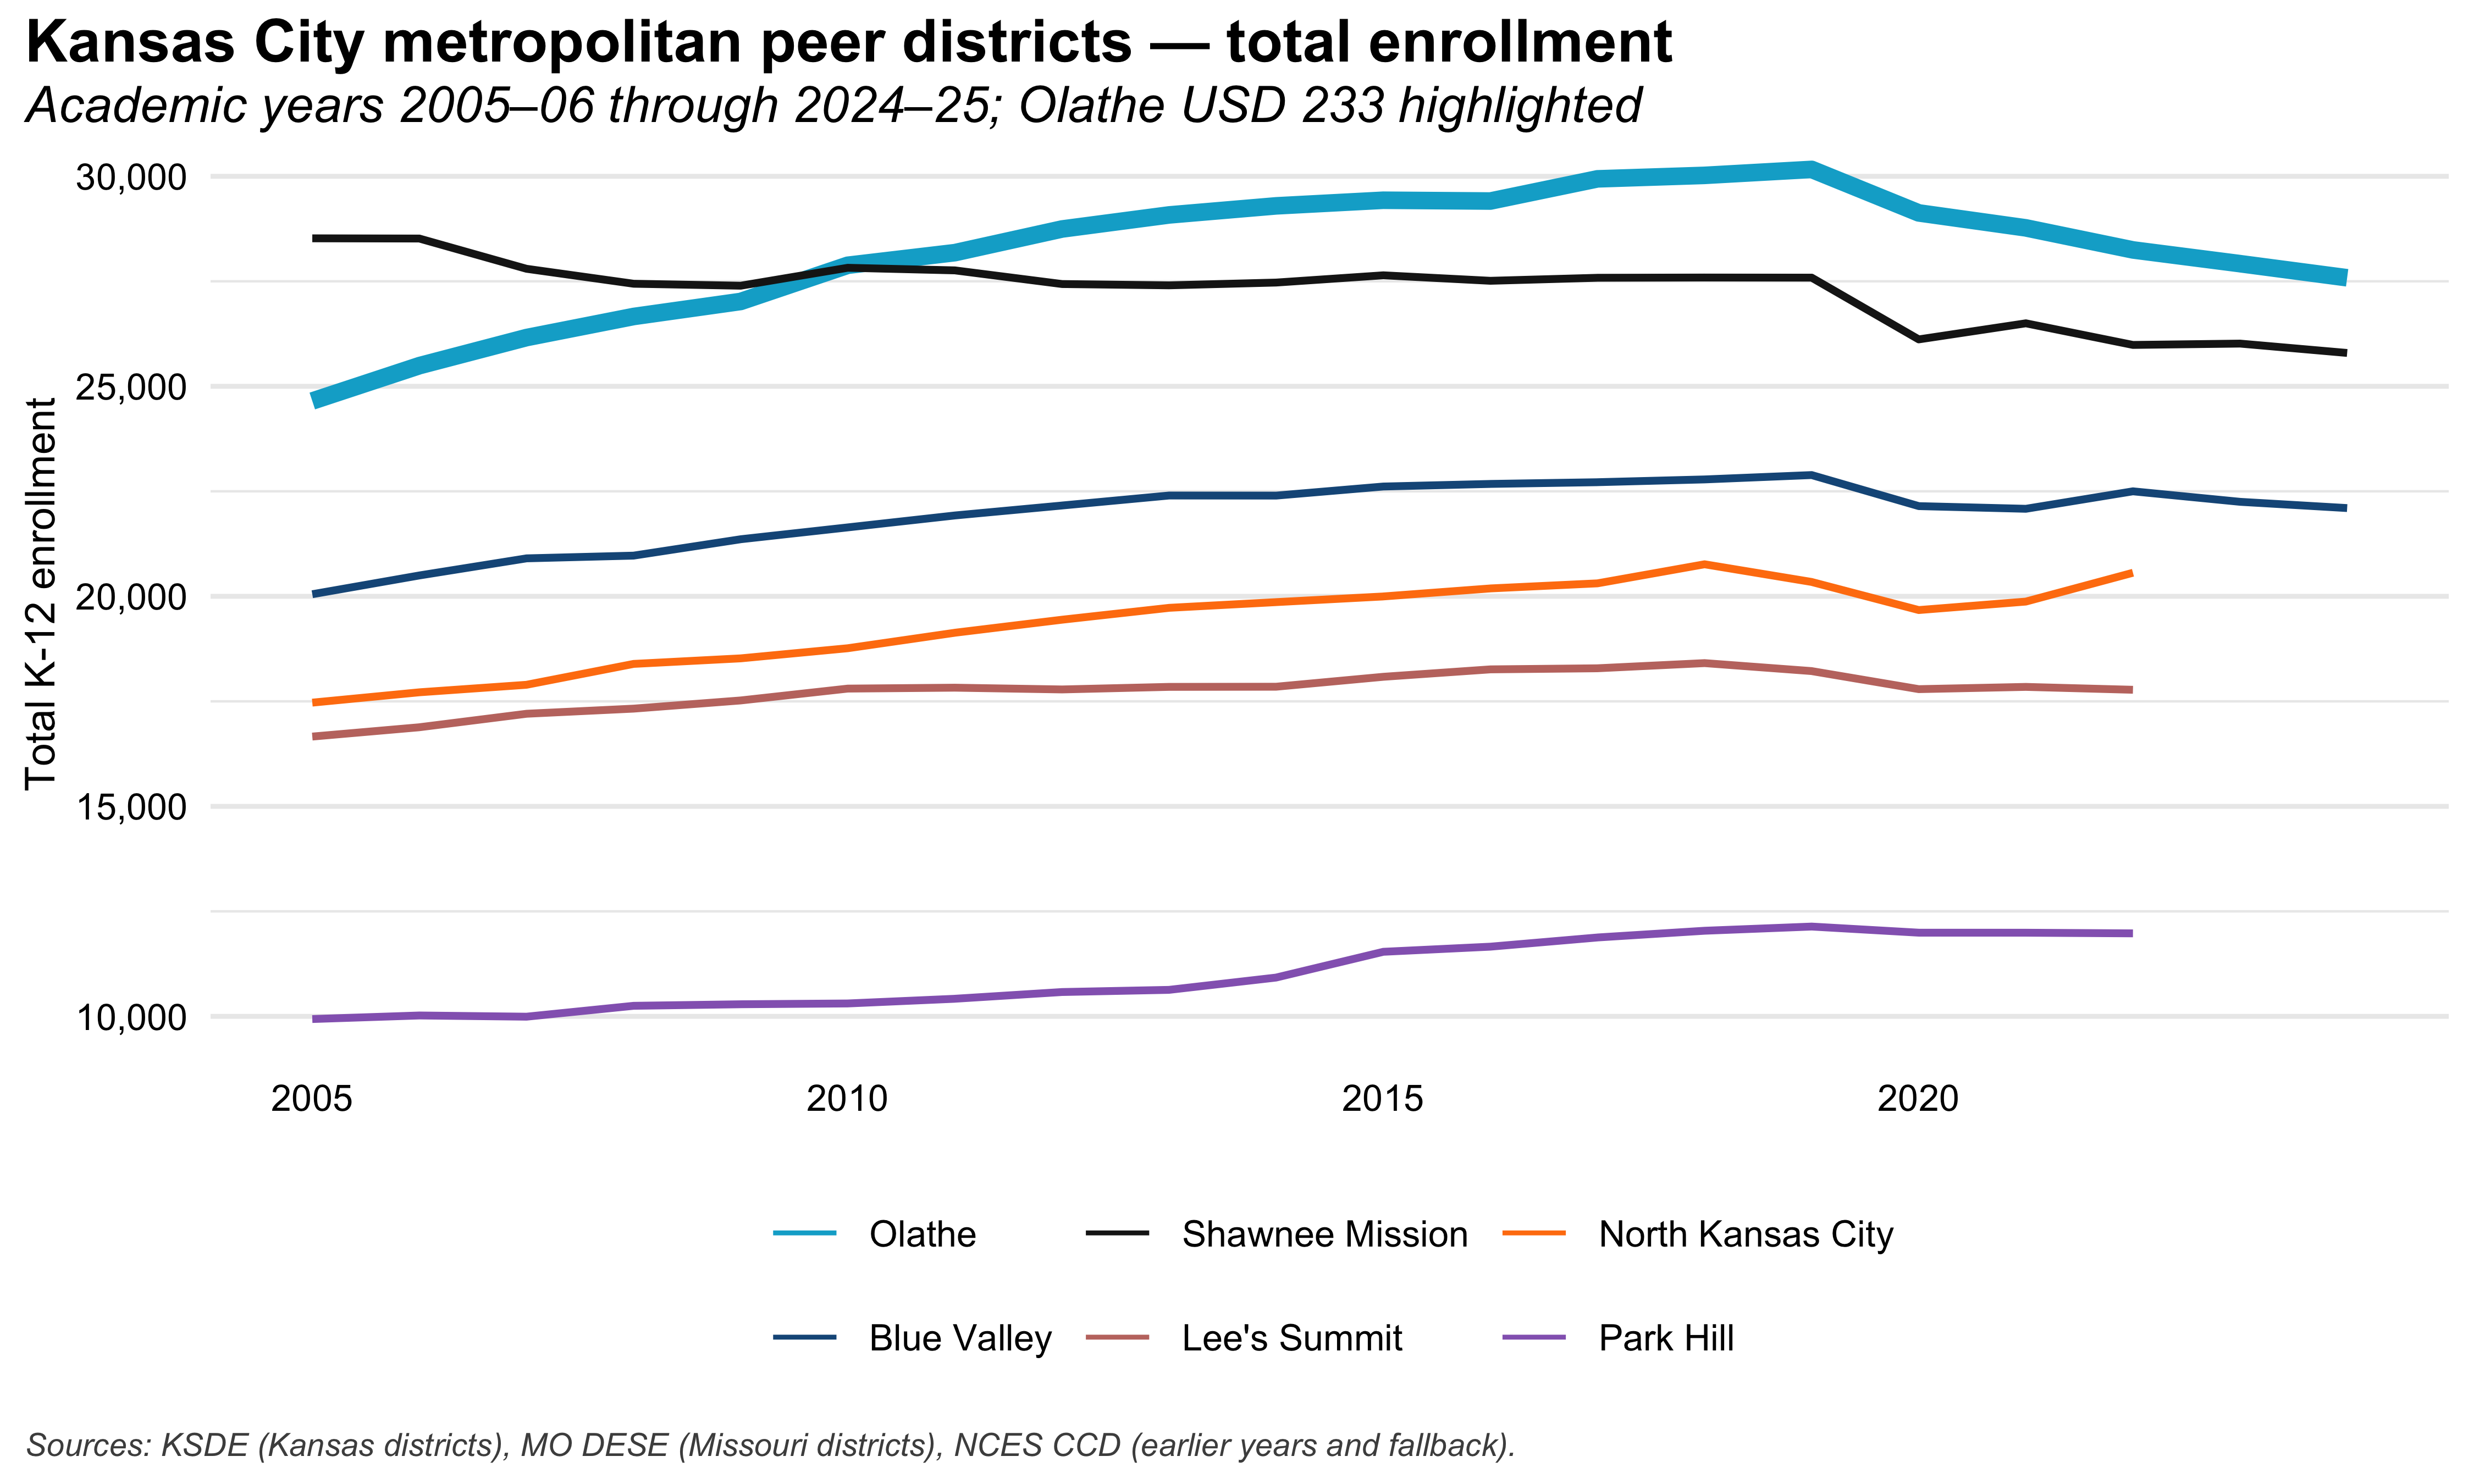 Kansas City metropolitan peer districts — total enrollment
Academic years 2005–06 through 2024–25; Olathe USD 233 highlighted
Total K-12 enrollment
30,000
25,000
20,000
15,000
10,000
2005 2010 2015 2020
Olathe Shawnee Mission North Kansas City
Blue Valley Lee's Summit Park Hill
Sources: KSDE (Kansas districts), MO DESE (Missouri districts), NCES CCD (earlier years and fallback).